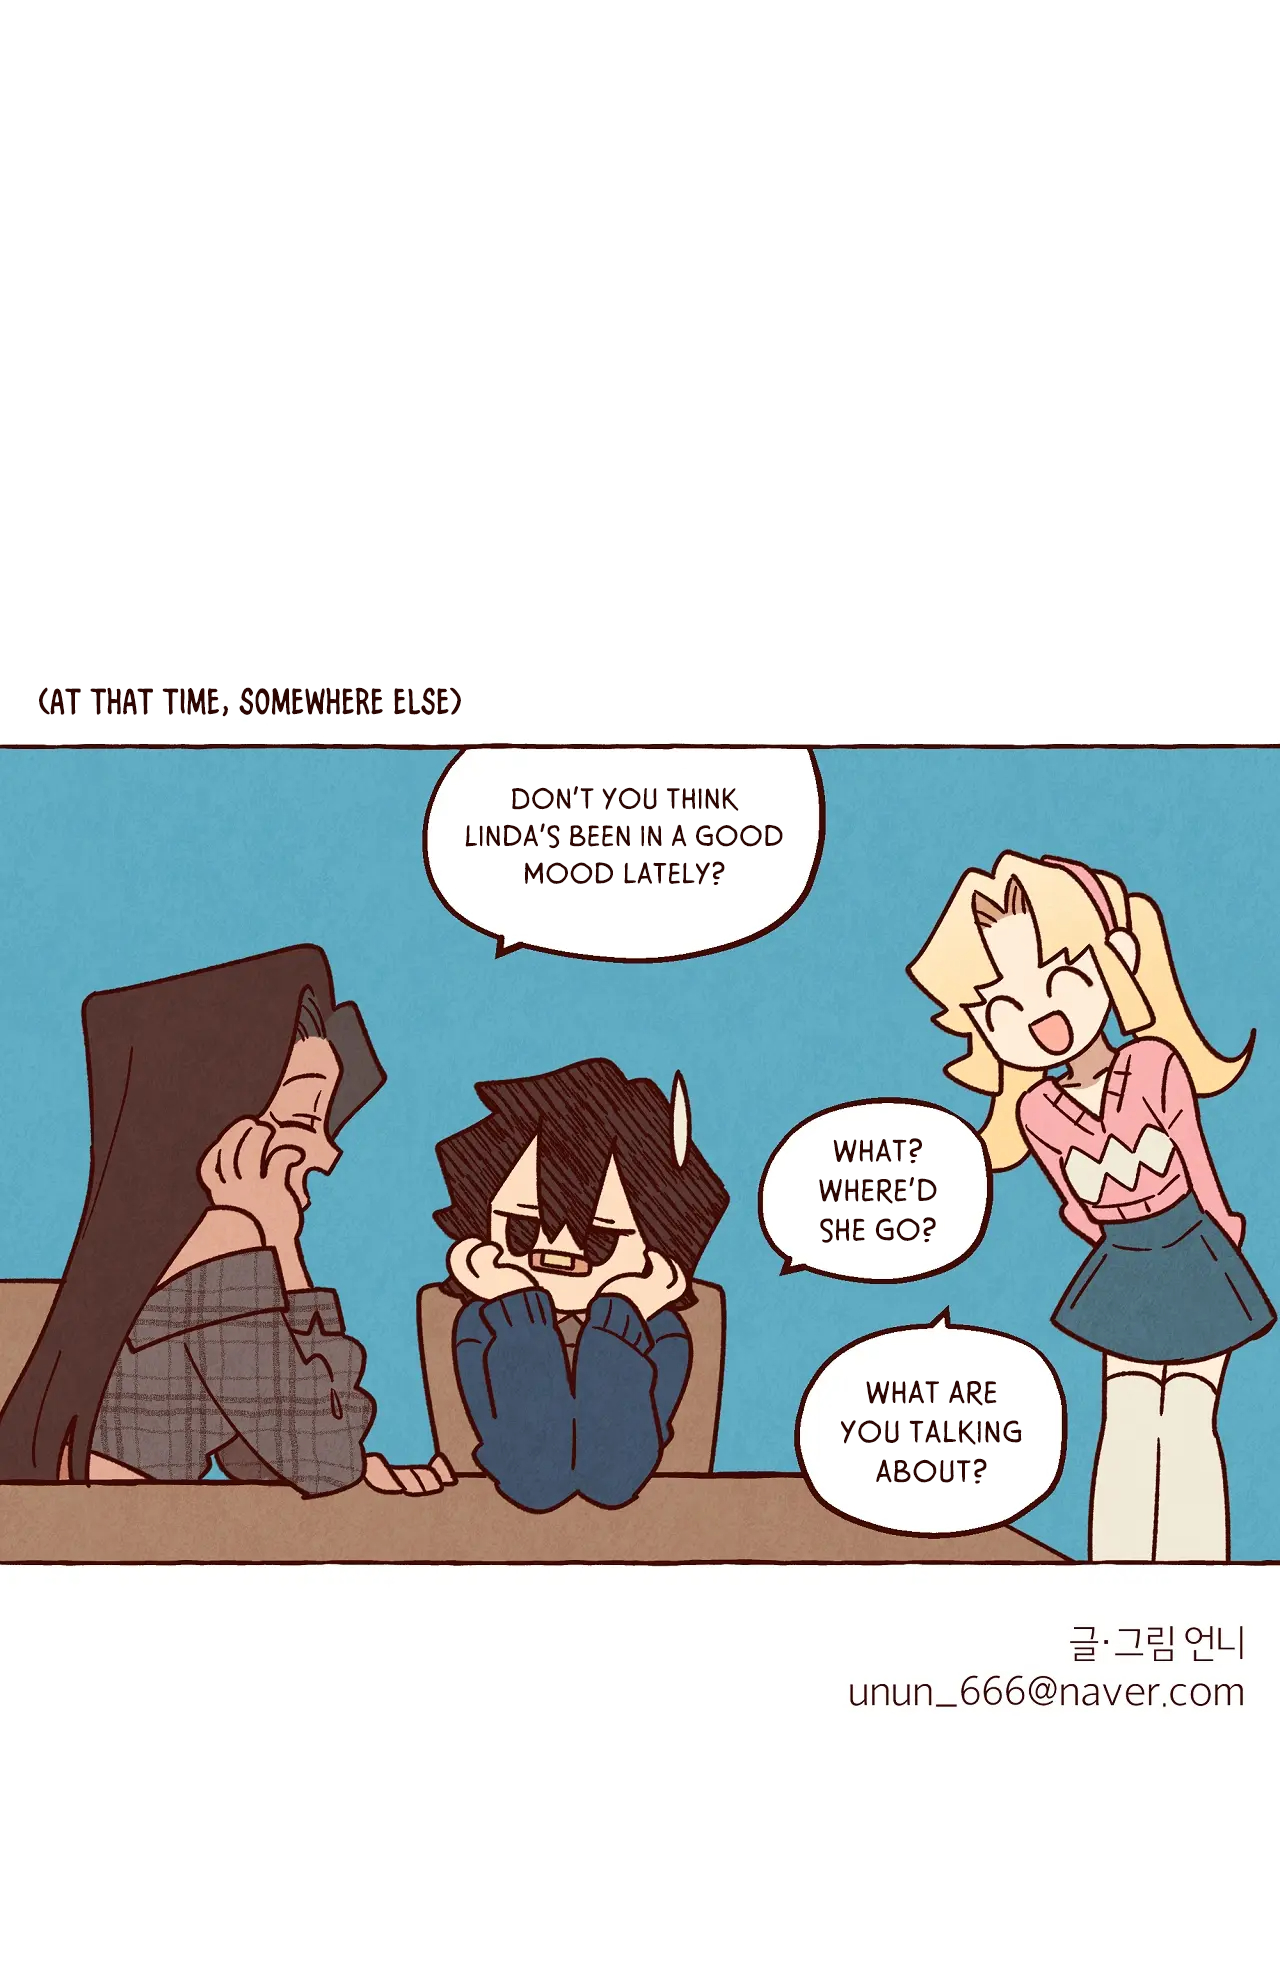 (AT THAT TIME, SOMEWHERE ELSE)
DON'T YOU THINK
LINDA'S BEEN IN A GOOD
MOOD LATELY?
WHAT?
WHERE'D
SHE GO?
WHAT ARE
YOU TALKING
ABOUT?
글·그림 언니
unun_666@naver.com